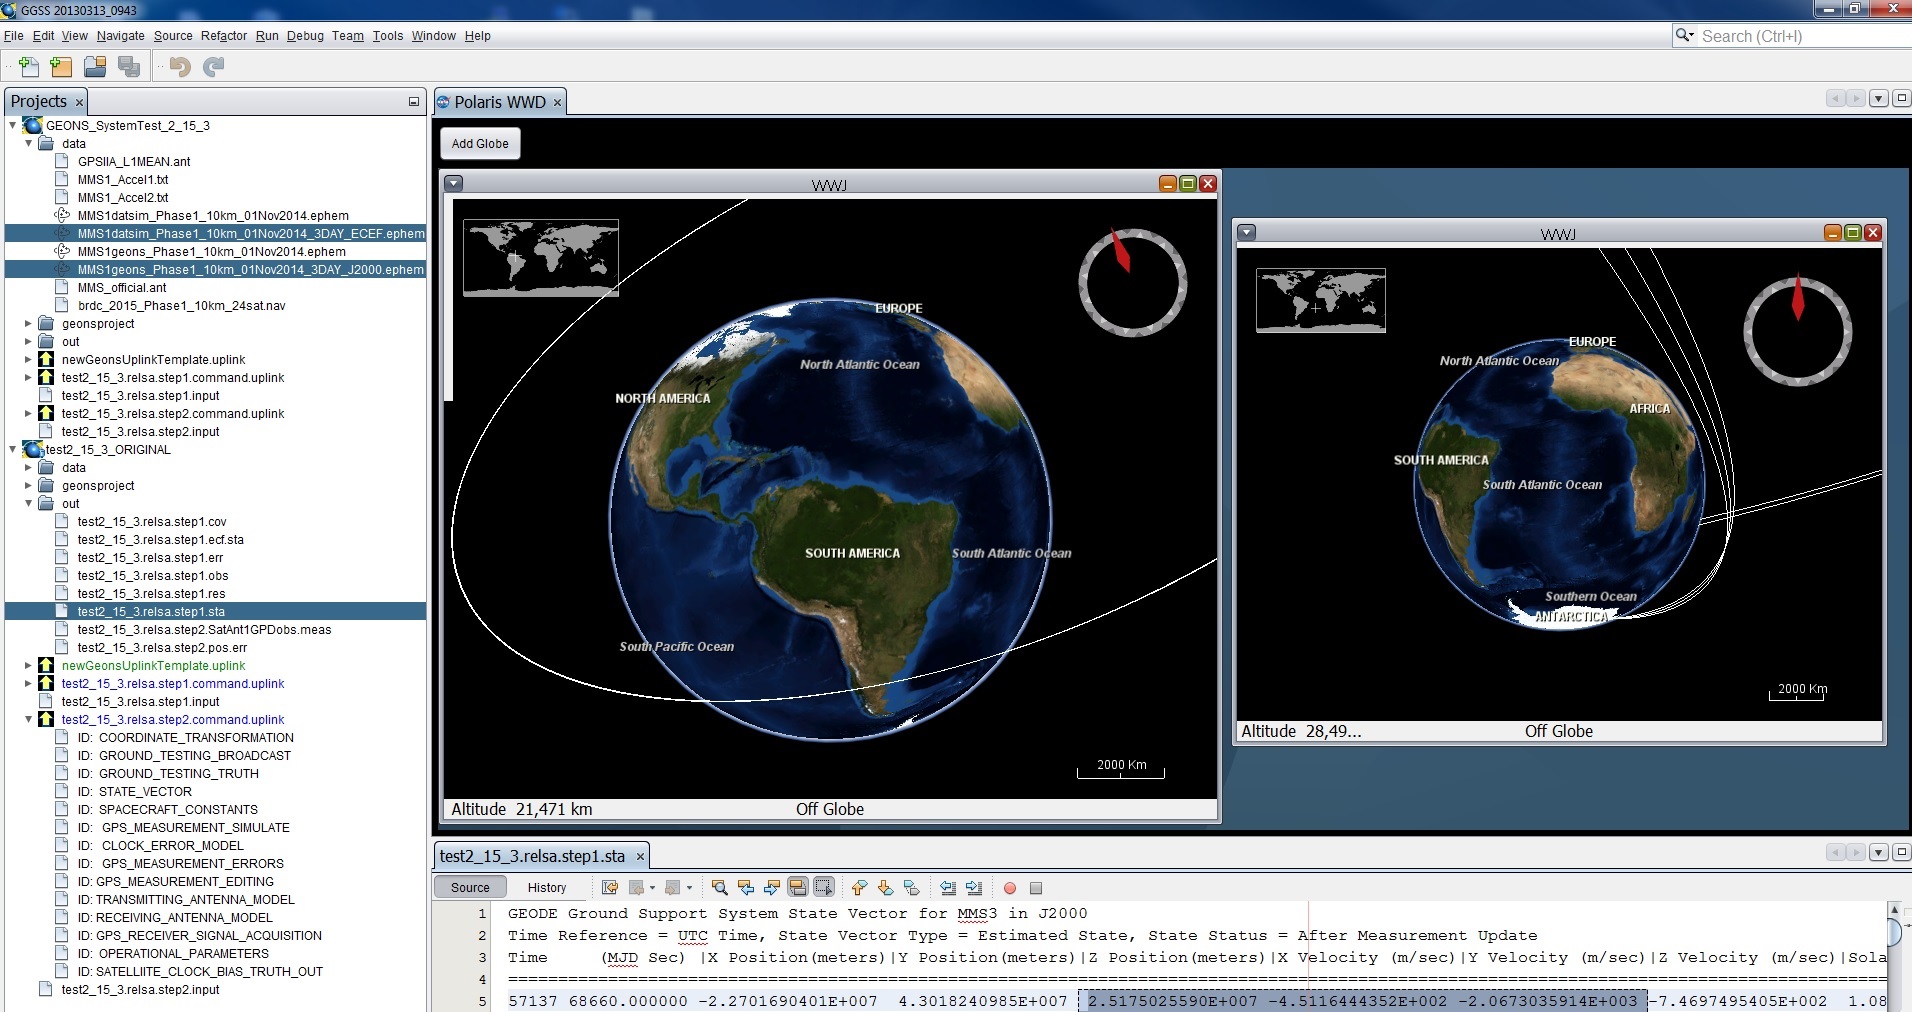 GGSS 20130313_0943
File Edit View Navigate Source Refactor Run Debug Team Tools Window Help
Search (Ctrl+I)
Projects
GEONS_SystemTest_2_15_3
data
GPSIIA_L1MEAN.ant
MMS1_Accel1.txt
MMS1_Accel2.txt
MMS1datsim_Phase1_10km_01Nov2014.ephem
MMS1datsim_Phase1_10km_01Nov2014_3DAY_ECEF.ephem
MMS1geons_Phase1_10km_01Nov2014.ephem
MMS1geons_Phase1_10km_01Nov2014_3DAY_J2000.ephem
MMS_official.ant
brdc_2015_Phase1_10km_24sat.nav
geonsproject
out
newGeonsUplinkTemplate.uplink
test2_15_3.relsa.step1.command.uplink
test2_15_3.relsa.step1.input
test2_15_3.relsa.step2.command.uplink
test2_15_3.relsa.step2.input
test2_15_3_ORIGINAL
data
geonsproject
out
test2_15_3.relsa.step1.cov
test2_15_3.relsa.step1.ecf.sta
test2_15_3.relsa.step1.err
test2_15_3.relsa.step1.obs
test2_15_3.relsa.step1.res
test2_15_3.relsa.step1.sta
test2_15_3.relsa.step2.SatAnt1GPDobs.meas
test2_15_3.relsa.step2.pos.err
newGeonsUplinkTemplate.uplink
test2_15_3.relsa.step1.command.uplink
test2_15_3.relsa.step1.input
test2_15_3.relsa.step2.command.uplink
ID: COORDINATE_TRANSFORMATION
ID: GROUND_TESTING_BROADCAST
ID: GROUND_TESTING_TRUTH
ID: STATE_VECTOR
ID: SPACECRAFT_CONSTANTS
ID: GPS_MEASUREMENT_SIMULATE
ID: CLOCK_ERROR_MODEL
ID: GPS_MEASUREMENT_ERRORS
ID: GPS_MEASUREMENT_EDITING
ID: TRANSMITTING_ANTENNA_MODEL
ID: RECEIVING_ANTENNA_MODEL
ID: GPS_RECEIVER_SIGNAL_ACQUISITION
ID: OPERATIONAL_PARAMETERS
ID: SATELLIITE_CLOCK_BIAS_TRUTH_OUT
test2_15_3.relsa.step2.input
Polaris WWD
Add Globe
WWJ
EUROPE
North Atlantic Ocean
NORTH AMERICA
SOUTH AMERICA
South Atlantic Ocean
South Pacific Ocean
2000 Km
Altitude 21,471 km
Off Globe
WWJ
EUROPE
North Atlantic Ocean
AFRICA
SOUTH AMERICA
South Atlantic Ocean
Southern Ocean
ANTARCTICA
2000 Km
Altitude 28,49...
Off Globe
test2_15_3.relsa.step1.sta
Source History
1 GEODE Ground Support System State Vector for MMS3 in J2000
2 Time Reference = UTC Time, State Vector Type = Estimated State, State Status = After Measurement Update
3 Time (MJD Sec) |X Position(meters)|Y Position(meters)|Z Position(meters)|X Velocity (m/sec)|Y Velocity (m/sec)|Z Velocity (m/sec)|Sola
4 ==========================================================================================
5 57137 68660.000000 -2.2701690401E+007 4.3018240985E+007 2.5175025590E+007 -4.5116444352E+002 -2.0673035914E+003 -7.4697495405E+002 1.08